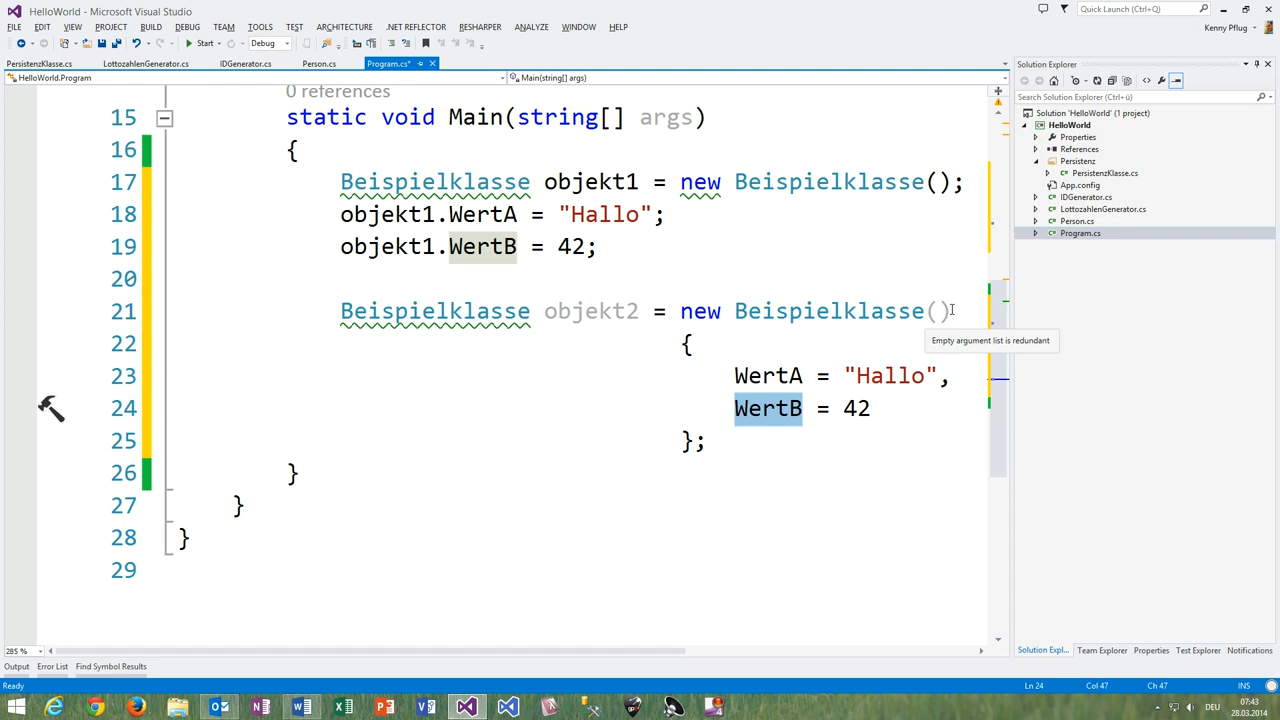 HelloWorld - Microsoft Visual Studio
Quick Launch (Ctrl+Q)
FILE EDIT VIEW PROJECT BUILD DEBUG TEAM TOOLS TEST ARCHITECTURE .NET REFLECTOR RESHARPER ANALYZE WINDOW HELP
Kenny Pflug
Start Debug
PersistenzKlasse.cs LottozahlenGenerator.cs IDGenerator.cs Person.cs Program.cs*
HelloWorld.Program Main(string[] args)
0 references
15 static void Main(string[] args)
16 {
17 Beispielklasse objekt1 = new Beispielklasse();
18 objekt1.WertA = "Hallo";
19 objekt1.WertB = 42;
20
21 Beispielklasse objekt2 = new Beispielklasse()
Empty argument list is redundant
22 {
23 WertA = "Hallo",
24 WertB = 42
25 };
26 }
27 }
28 }
29
285 %
Solution Explorer
Search Solution Explorer (Ctrl+ü)
Solution 'HelloWorld' (1 project)
HelloWorld
Properties
References
Persistenz
PersistenzKlasse.cs
App.config
IDGenerator.cs
LottozahlenGenerator.cs
Person.cs
Program.cs
Solution Expl... Team Explorer Properties Test Explorer Notifications
Output Error List Find Symbol Results
Ready Ln 24 Col 47 Ch 47 INS
DEU
07:43
28.03.2014